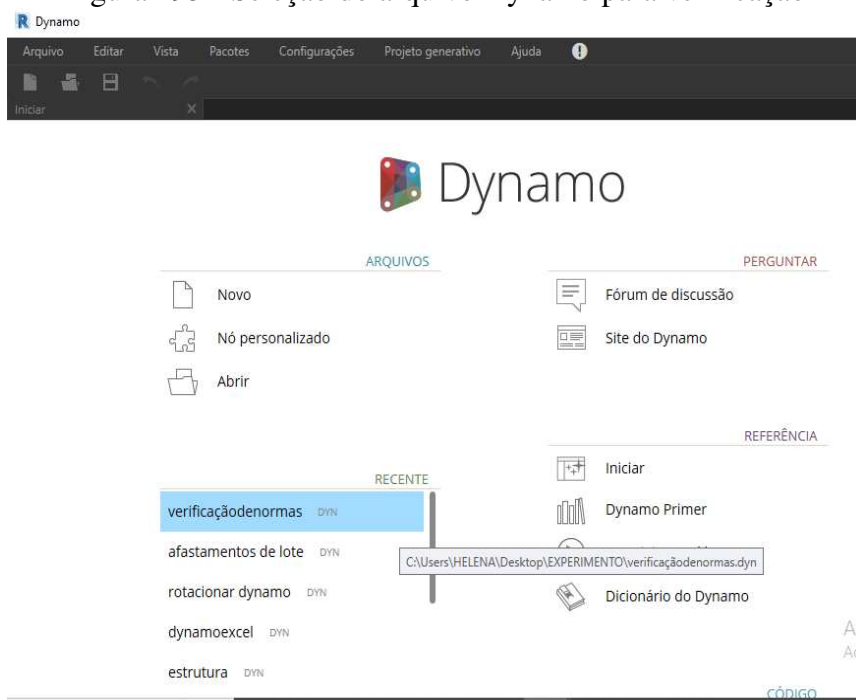 Dynamo
Arquivo Editar Vista Pacotes Configurações Projeto generativo Ajuda
Iniciar
Dynamo
ARQUIVOS
Novo
Nó personalizado
Abrir
PERGUNTAR
Fórum de discussão
Site do Dynamo
RECENTE
verificaçãodenormas DYN
afastamentos de lote DYN
rotacionar dynamo DYN
dynamoexcel DYN
estrutura DYN
REFERÊNCIA
Iniciar
Dynamo Primer
C:\Users\HELENA\Desktop\EXPERIMENTO\verificaçãodenormas.dyn
Dicionário do Dynamo
CÓDIGO